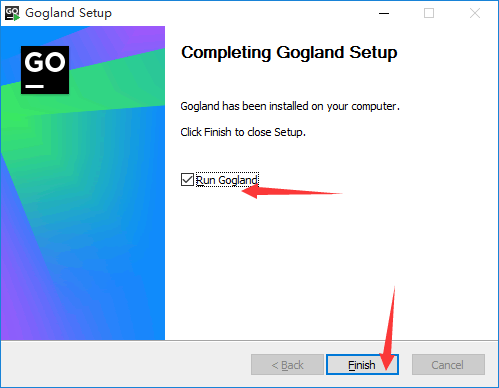 Gogland Setup
GO
Completing Gogland Setup
Gogland has been installed on your computer.
Click Finish to close Setup.
Run Gogland
< Back
Finish
Cancel